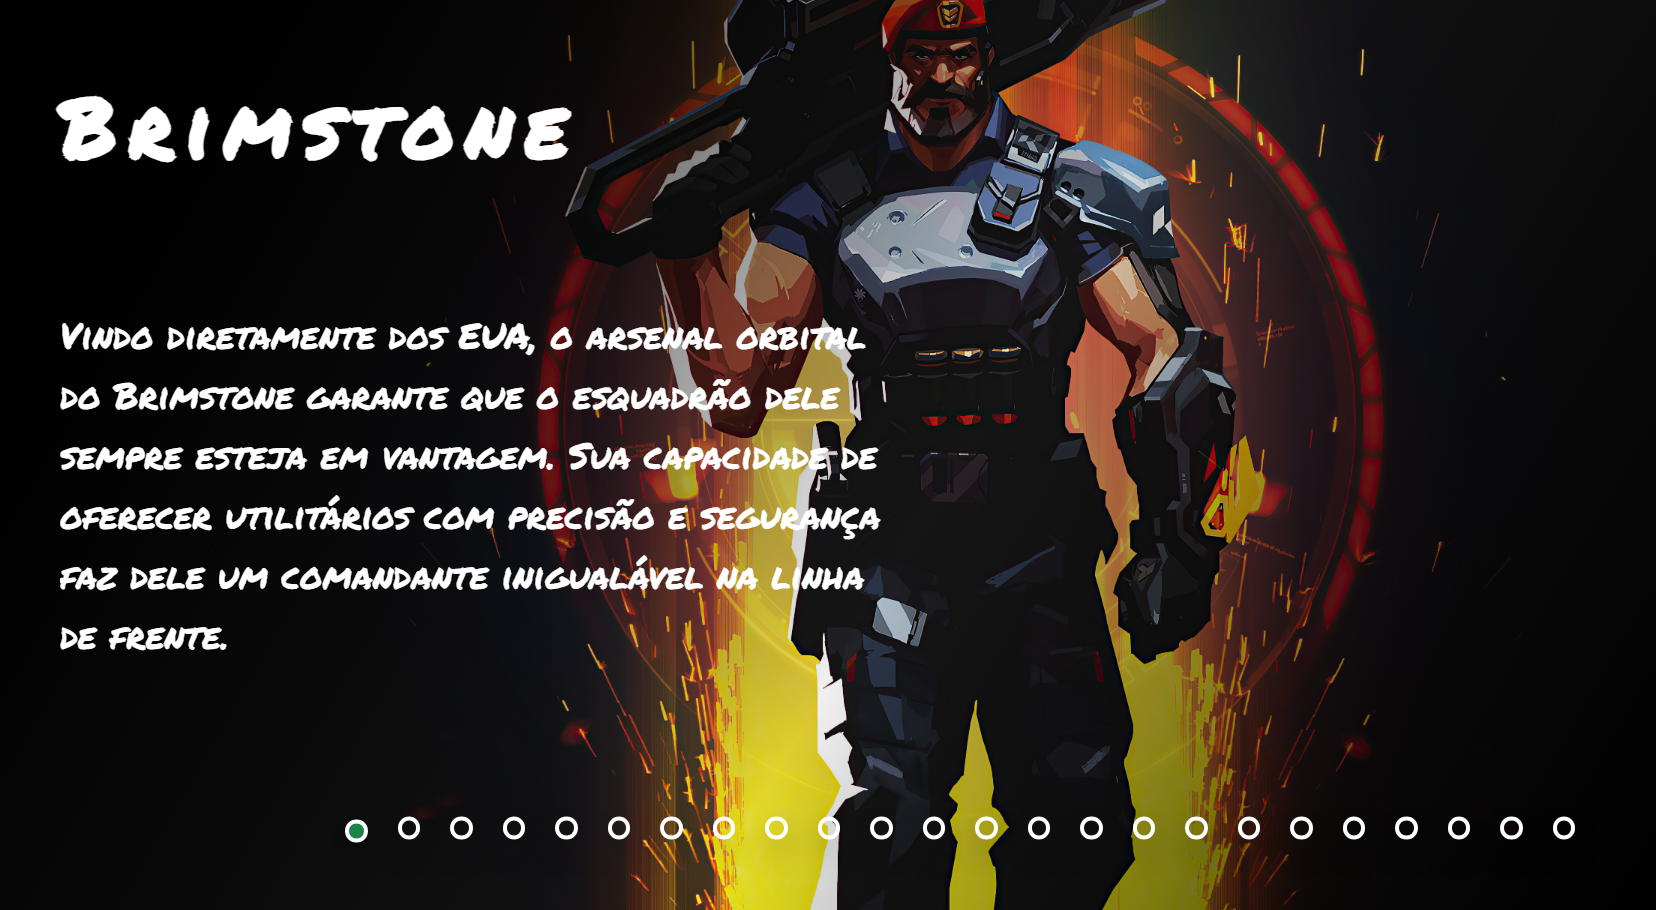 Brimstone
Vindo diretamente dos EUA, o arsenal orbital
do Brimstone garante que o esquadrão dele
sempre esteja em vantagem. Sua capacidade de
oferecer utilitários com precisão e segurança
faz dele um comandante inigualável na linha
de frente.